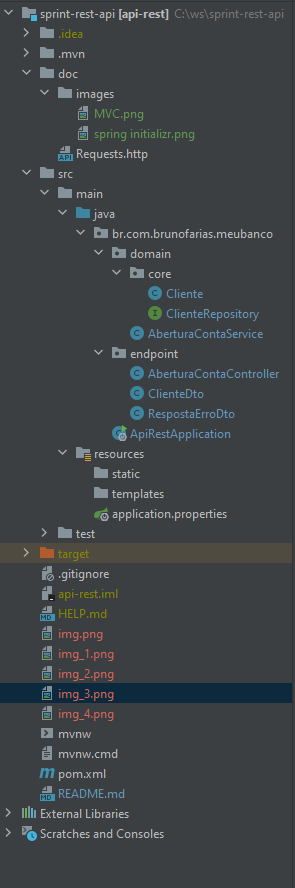 sprint-rest-api [api-rest] C:\ws\sprint-rest-api
.idea
.mvn
doc
images
MVC.png
spring initializr.png
API Requests.http
src
main
java
br.com.brunofarias.meubanco
domain
core
C Cliente
I ClienteRepository
C AberturaContaService
endpoint
C AberturaContaController
C ClienteDto
C RespostaErroDto
ApiRestApplication
resources
static
templates
application.properties
test
target
.gitignore
api-rest.iml
MD HELP.md
img.png
img_1.png
img_2.png
img_3.png
img_4.png
mvnw
mvnw.cmd
m pom.xml
MD README.md
External Libraries
Scratches and Consoles